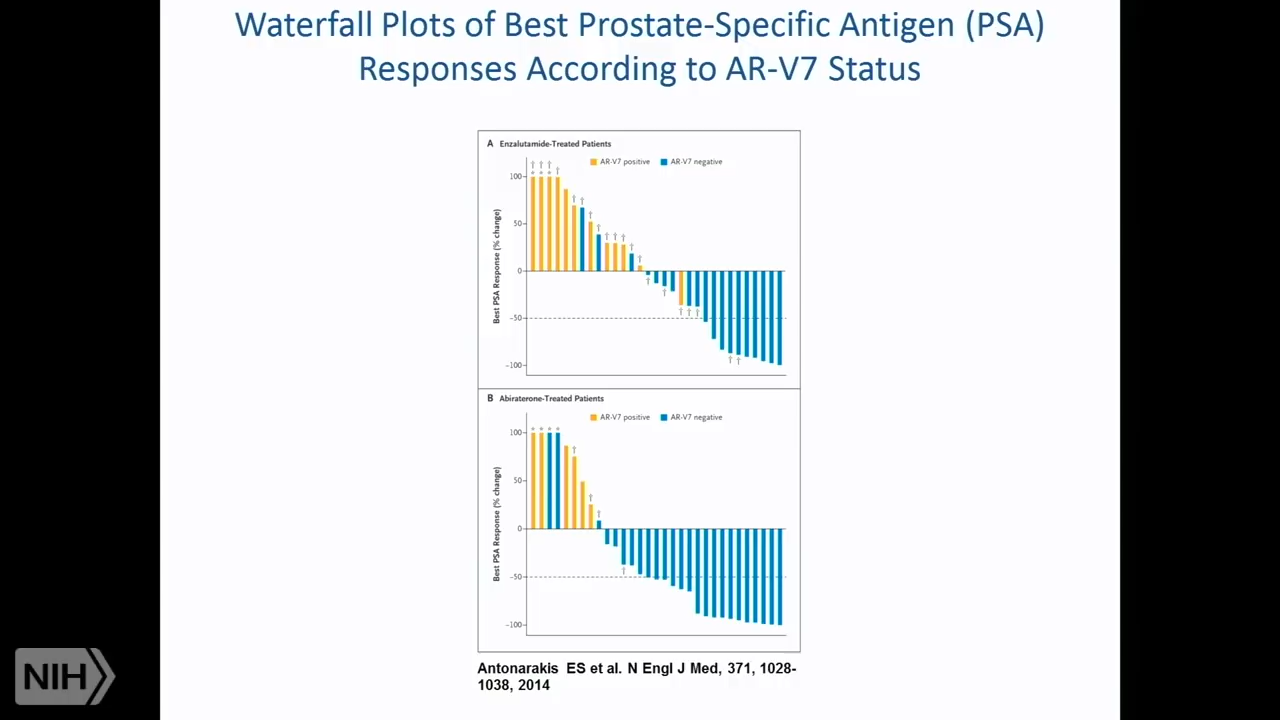 Waterfall Plots of Best Prostate-Specific Antigen (PSA)
Responses According to AR-V7 Status
A Enzalutamide-Treated Patients
AR-V7 positive AR-V7 negative
Best PSA Response (% change)
100
50
0
−50
−100
† † † †
* * *
† † † † † † † † † † † † † † † †
B Abiraterone-Treated Patients
AR-V7 positive AR-V7 negative
Best PSA Response (% change)
100
50
0
−50
−100
* * * *
† † † †
Antonarakis ES et al. N Engl J Med, 371, 1028-
1038, 2014
NIH